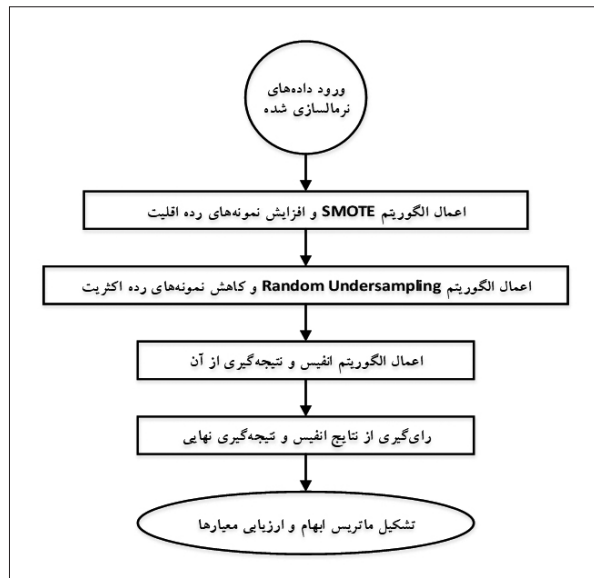 ورود داده‌های
نرمالسازی شده
اعمال الگوریتم SMOTE و افزایش نمونه‌های رده اقلیت
اعمال الگوریتم Random Undersampling و کاهش نمونه‌های رده اکثریت
اعمال الگوریتم انفیس و نتیجه‌گیری از آن
رای‌گیری از نتایج انفیس و نتیجه‌گیری نهایی
تشکیل ماتریس ابهام و ارزیابی معیارها